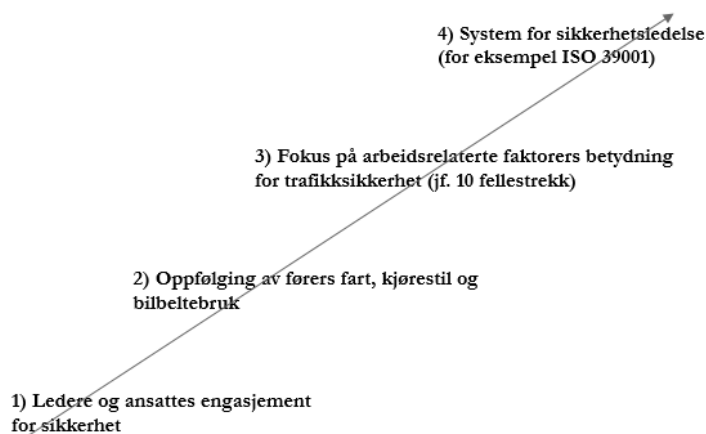 4) System for sikkerhetsledelse
(for eksempel ISO 39001)
3) Fokus på arbeidsrelaterte faktorers betydning
for trafikksikkerhet (jf. 10 fellestrekk)
2) Oppfølging av førers fart, kjørestil og
bilbeltebruk
1) Ledere og ansattes engasjement
for sikkerhet